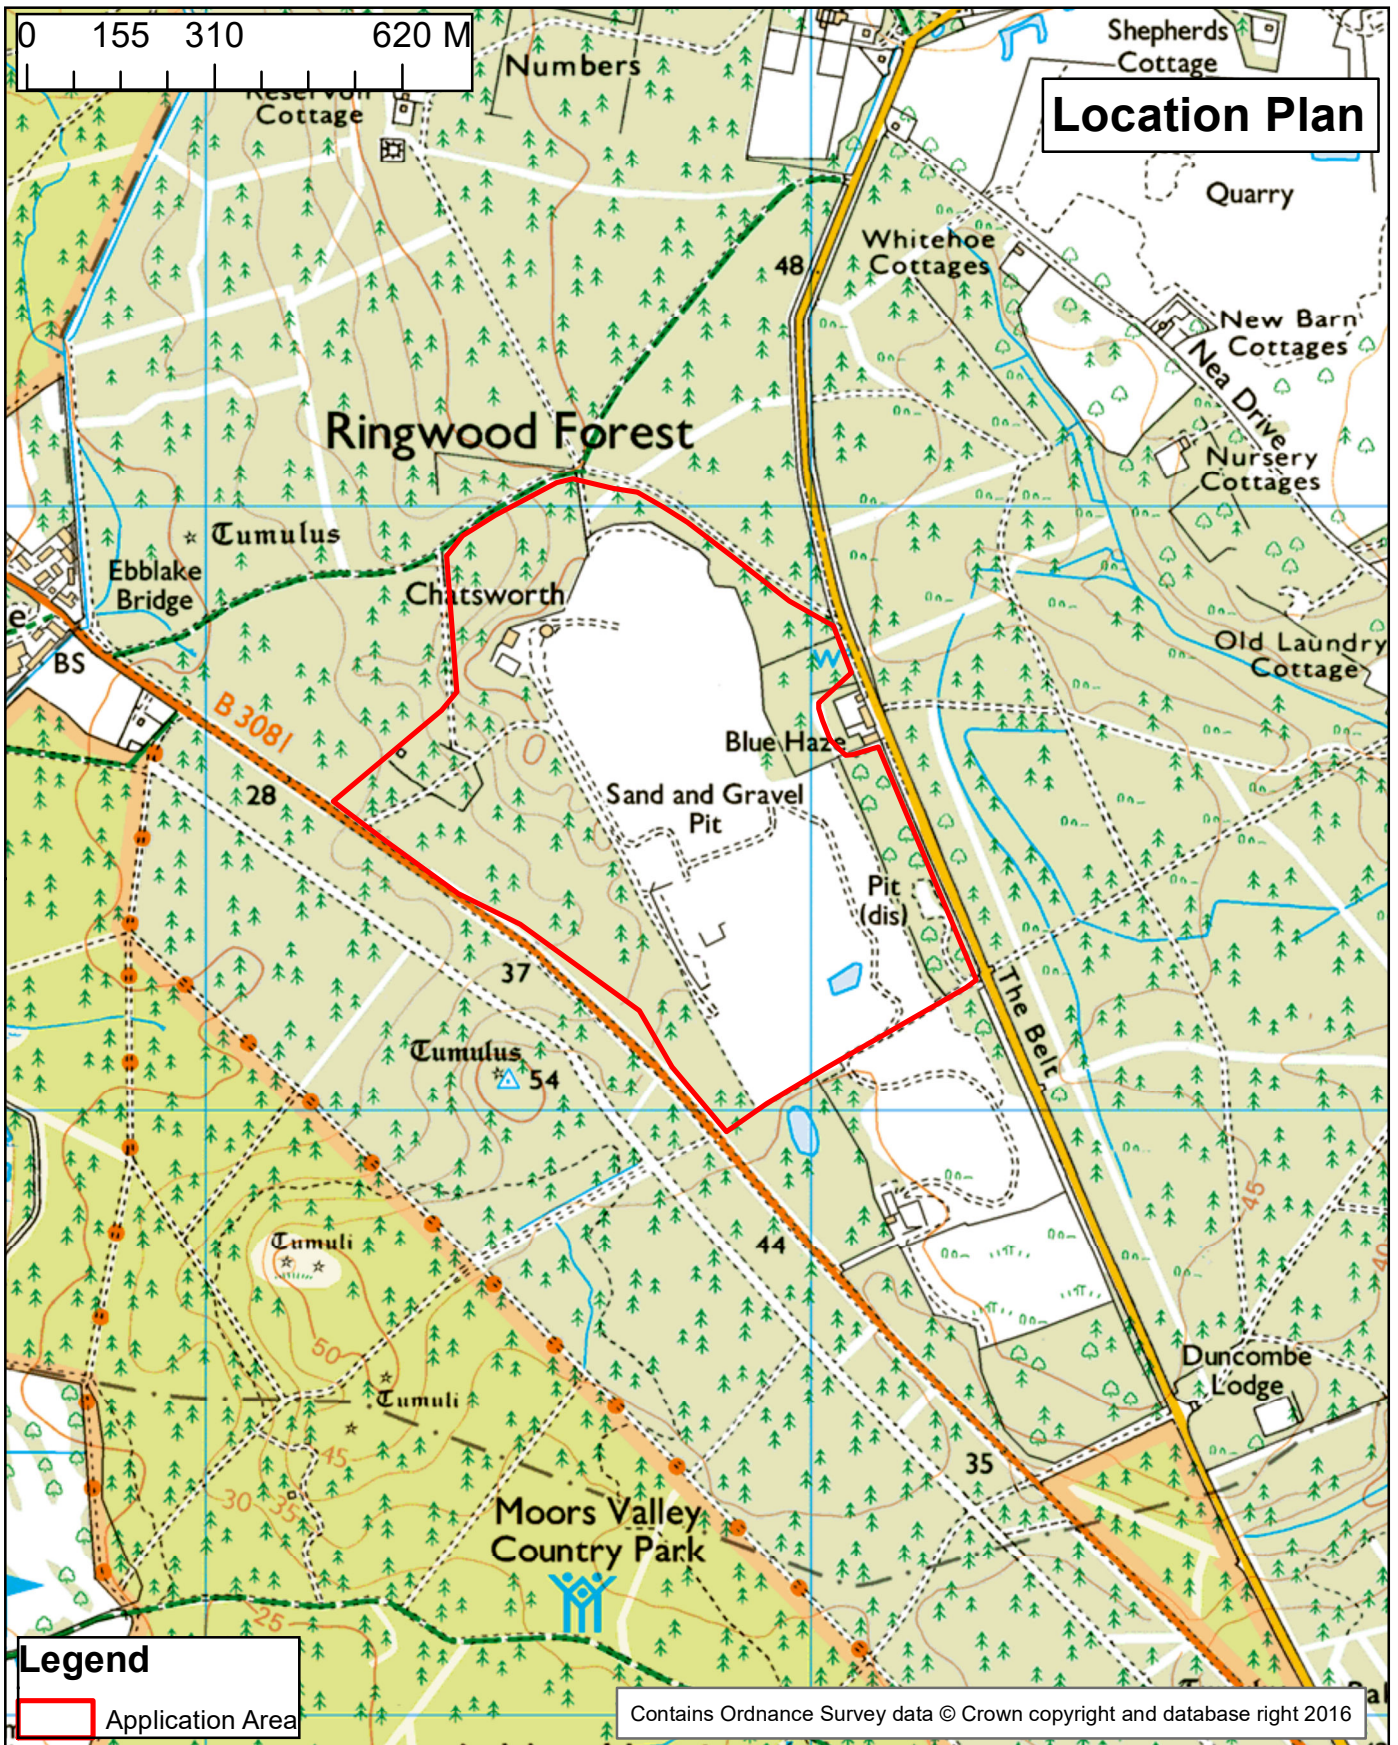 0 155 310 620 M
Numbers
Shepherds
Cottage
Location Plan
Reservoir
Cottage
Quarry
Whitehoe
Cottages
48
New Barn
Cottages
Nea Drive
Ringwood Forest
Nursery
Cottages
Tumulus
Ebblake
Bridge
Chatsworth
e
BS
Old Laundry
Cottage
W
B 3081
Blue Haze
28
Sand and Gravel
Pit
Pit
(dis)
37
The Belt
Tumulus
54
45
40
44
Tumuli
50
Duncombe
Lodge
Tumuli
45
35
30
35
Moors Valley
Country Park
25
Legend
Application Area
Contains Ordnance Survey data © Crown copyright and database right 2016